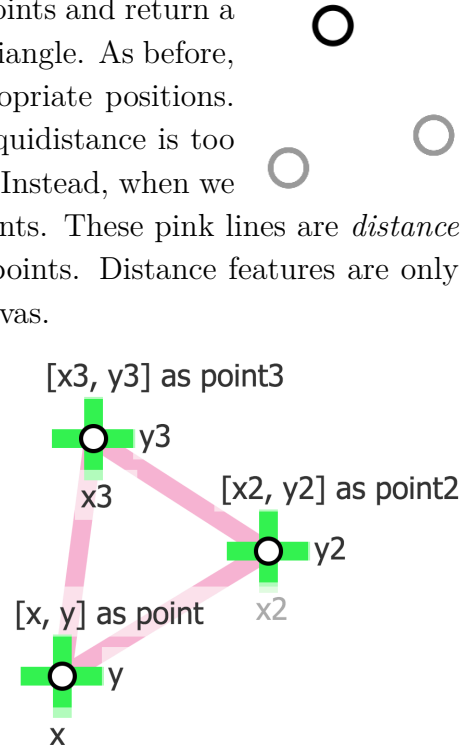 oints and return a
iangle. As before,
opriate positions.
quidistance is too
Instead, when we
nts. These pink lines are distance
points. Distance features are only
vas.
[x3, y3] as point3
y3
x3
[x2, y2] as point2
y2
x2
[x, y] as point
y
x